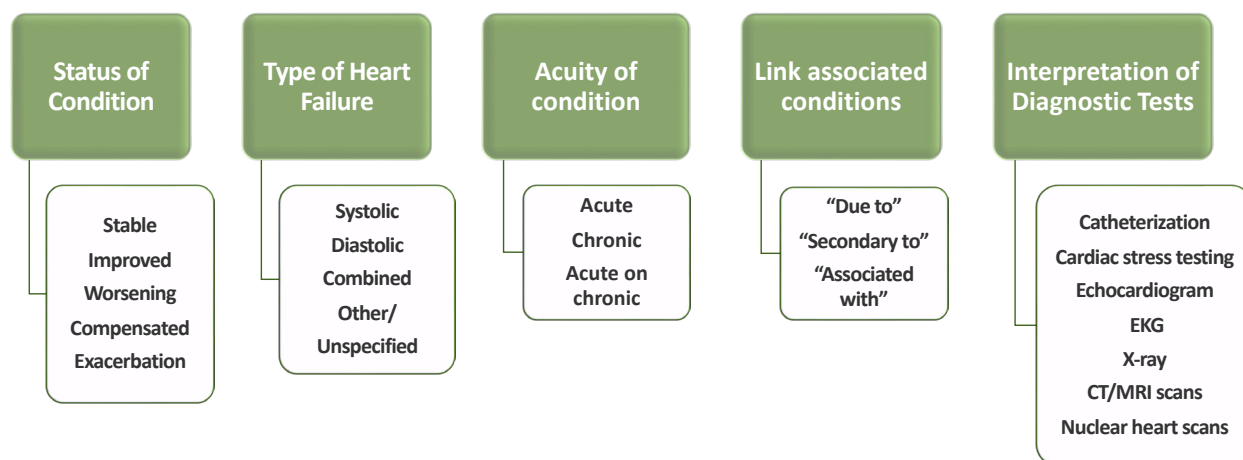 Status of
Condition
Stable
Improved
Worsening
Compensated
Exacerbation
Type of Heart
Failure
Systolic
Diastolic
Combined
Other/
Unspecified
Acuity of
condition
Acute
Chronic
Acute on
chronic
Link associated
conditions
“Due to”
“Secondary to”
“Associated
with”
Interpretation of
Diagnostic Tests
Catheterization
Cardiac stress testing
Echocardiogram
EKG
X-ray
CT/MRI scans
Nuclear heart scans